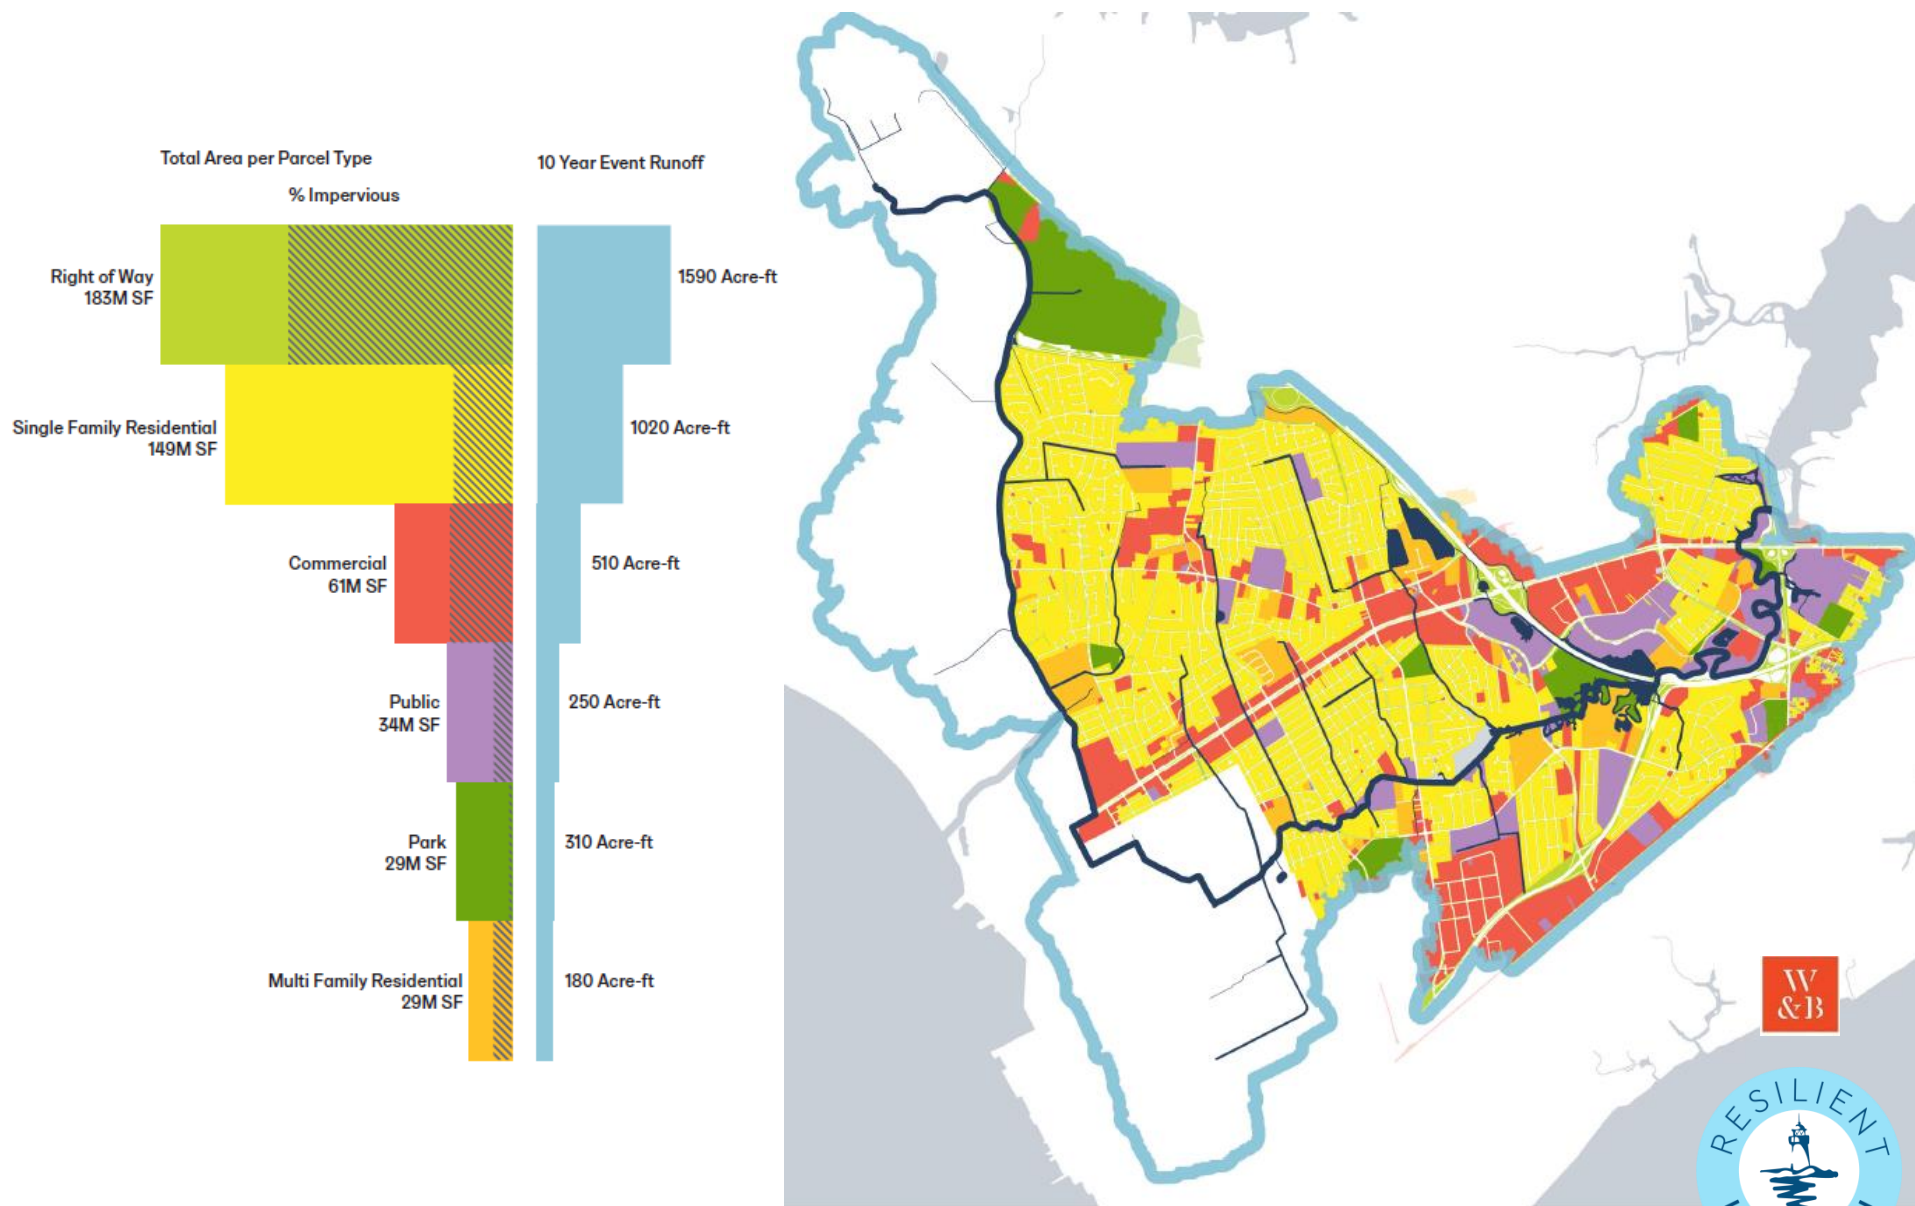 Total Area per Parcel Type
% Impervious
10 Year Event Runoff
Right of Way
183M SF
1590 Acre-ft
Single Family Residential
149M SF
1020 Acre-ft
Commercial
61M SF
510 Acre-ft
Public
34M SF
250 Acre-ft
Park
29M SF
310 Acre-ft
Multi Family Residential
29M SF
180 Acre-ft
W
&B
RESILIENT